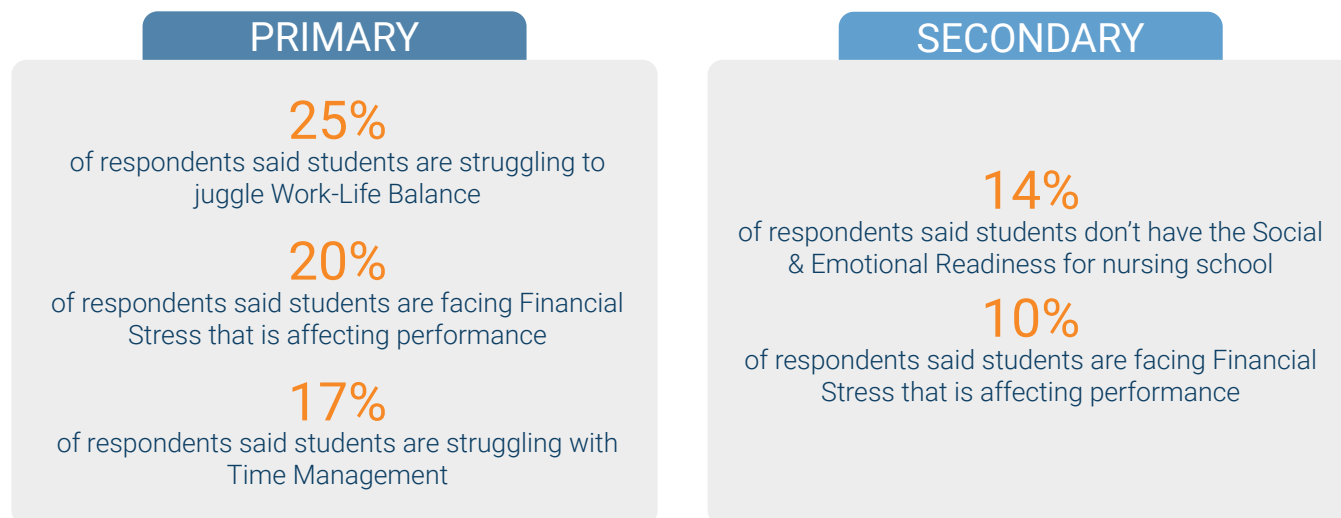 PRIMARY
25%
of respondents said students are struggling to
juggle Work-Life Balance
20%
of respondents said students are facing Financial
Stress that is affecting performance
17%
of respondents said students are struggling with
Time Management
SECONDARY
14%
of respondents said students don’t have the Social
& Emotional Readiness for nursing school
10%
of respondents said students are facing Financial
Stress that is affecting performance